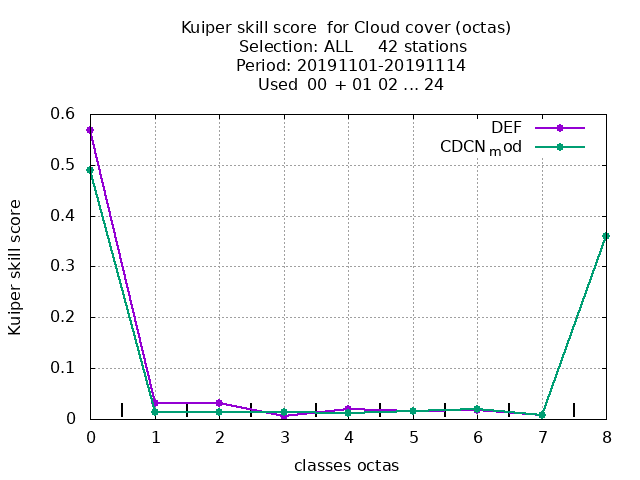 Kuiper skill score  for Cloud cover (octas)
Selection: ALL     42 stations
Period: 20191101-20191114
Used  00 + 01 02 ... 24
0.6
0.5
0.4
0.3
0.2
0.1
0
Kuiper skill score
DEF
CDCNmod
0 1 2 3 4 5 6 7 8
classes octas